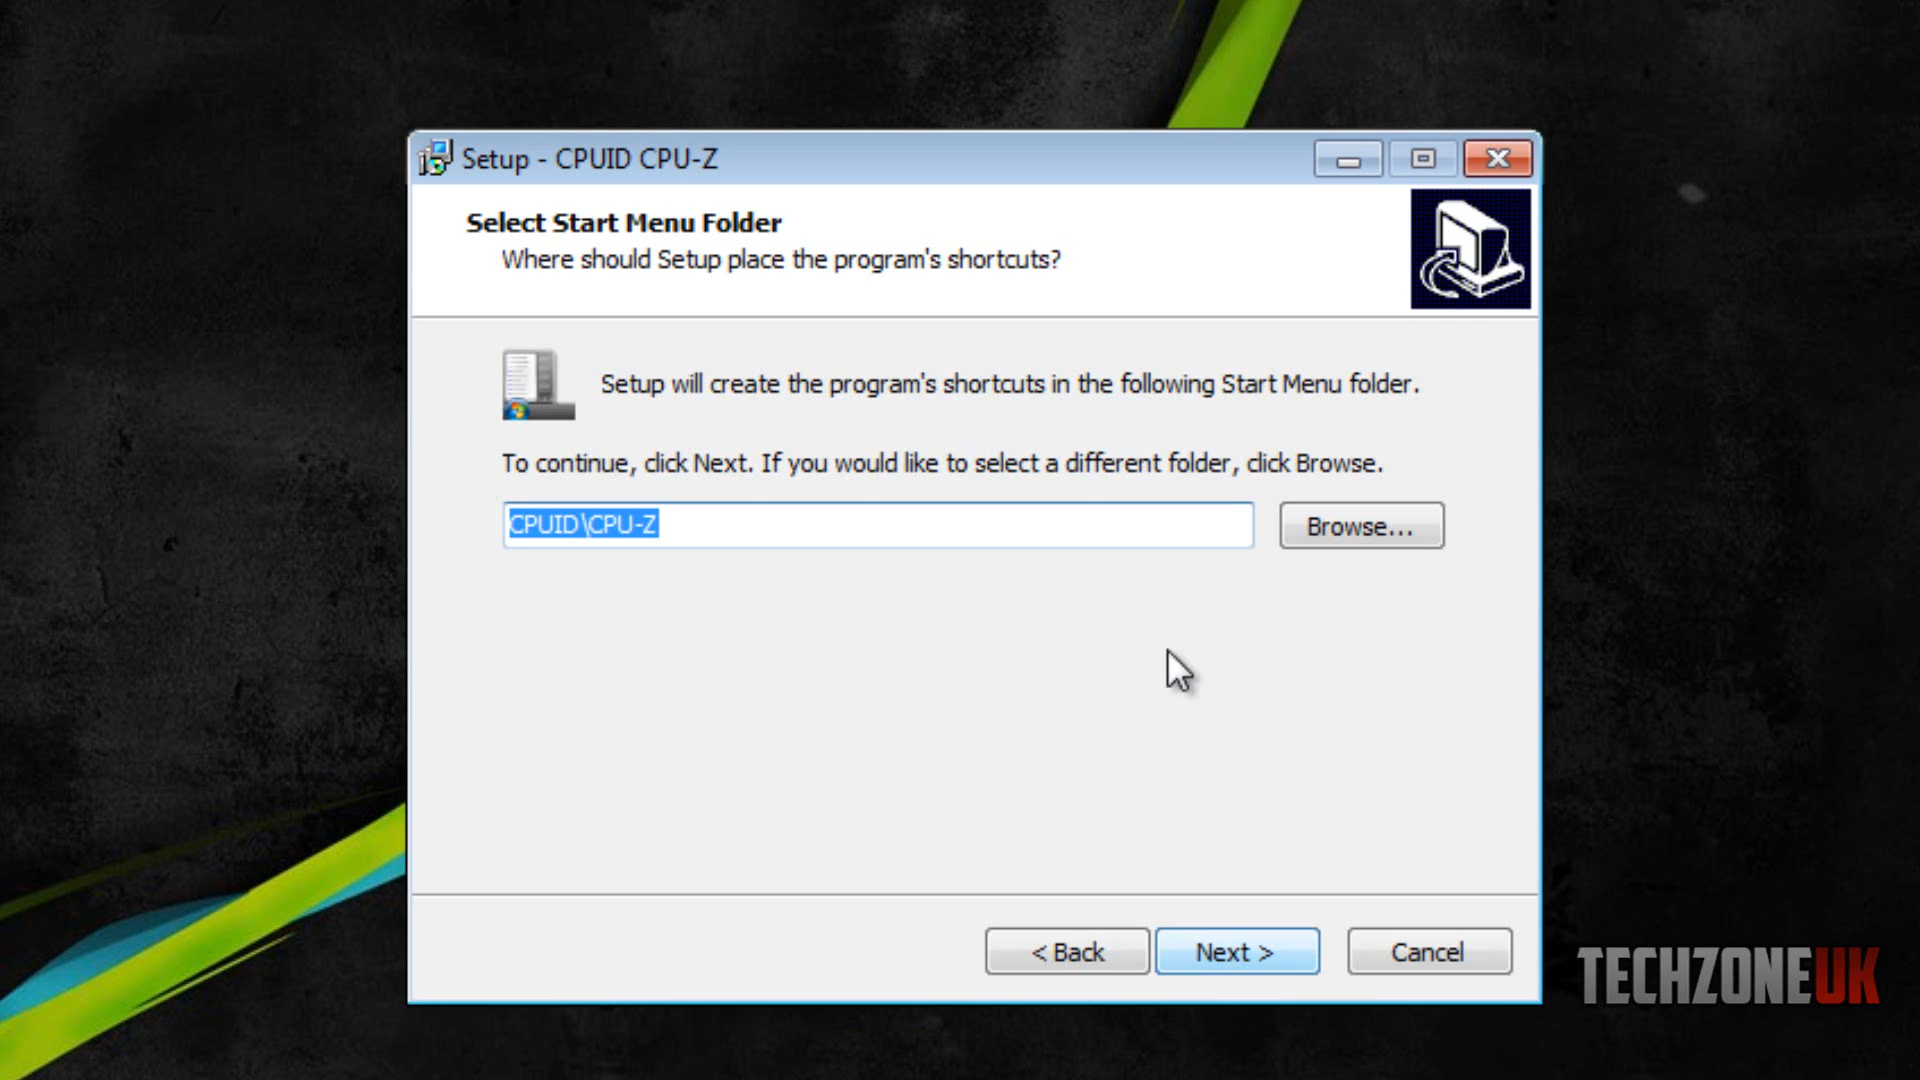 Setup - CPUID CPU-Z
Select Start Menu Folder
Where should Setup place the program's shortcuts?
Setup will create the program's shortcuts in the following Start Menu folder.
To continue, click Next. If you would like to select a different folder, click Browse.
CPUID\CPU-Z
Browse...
< Back
Next >
Cancel
TECHZONEUK